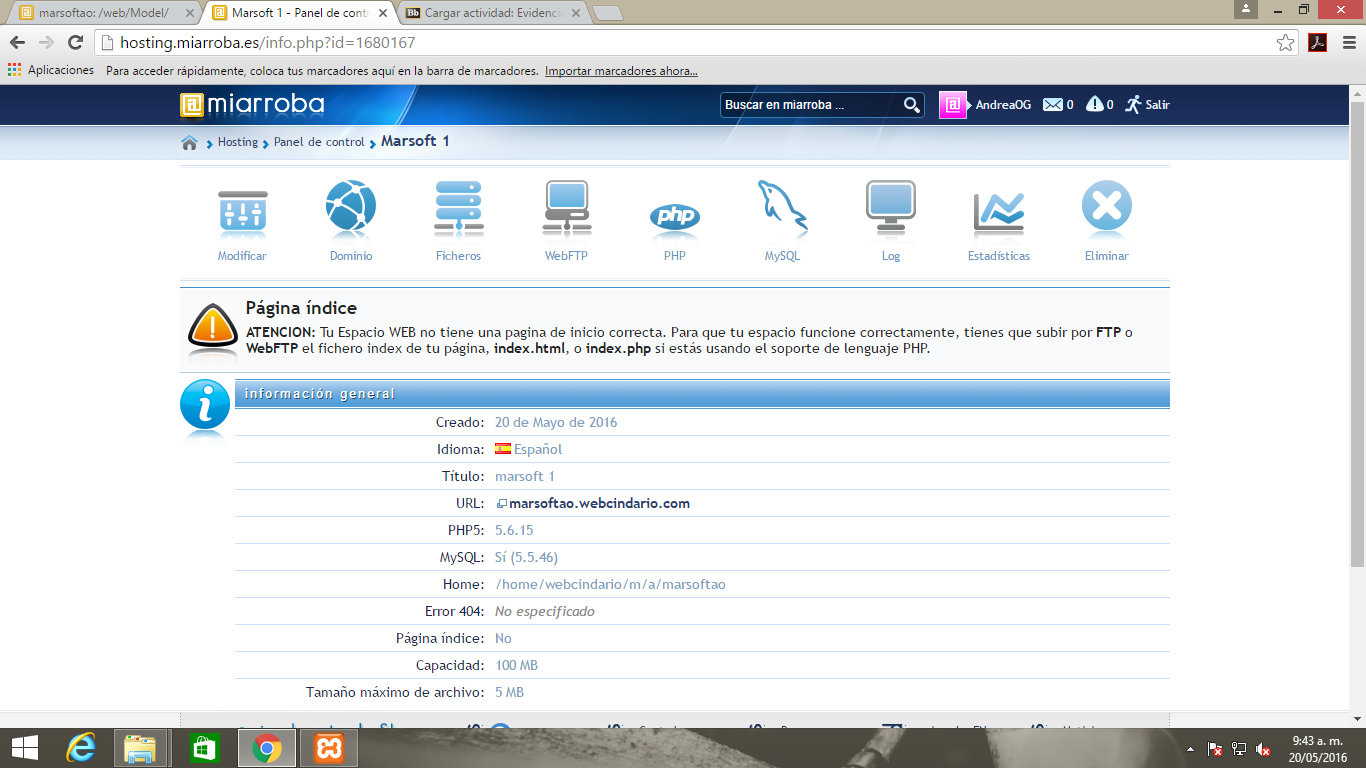 marsoftao: /web/Model/
Marsoft 1 - Panel de cont
Cargar actividad: Evidenci
hosting.miarroba.es/info.php?id=1680167
Aplicaciones Para acceder rápidamente, coloca tus marcadores aquí en la barra de marcadores. Importar marcadores ahora...
miarroba
Buscar en miarroba ...
AndreaOG 0 0 Salir
Hosting Panel de control Marsoft 1
Modificar Dominio Ficheros WebFTP PHP MySQL Log Estadísticas Eliminar
Página índice
ATENCION: Tu Espacio WEB no tiene una pagina de inicio correcta. Para que tu espacio funcione correctamente, tienes que subir por FTP o
WebFTP el fichero index de tu página, index.html, o index.php si estás usando el soporte de lenguaje PHP.
información general
Creado: 20 de Mayo de 2016
Idioma: Español
Título: marsoft 1
URL: marsoftao.webcindario.com
PHP5: 5.6.15
MySQL: Sí (5.5.46)
Home: /home/webcindario/m/a/marsoftao
Error 404: No especificado
Página índice: No
Capacidad: 100 MB
Tamaño máximo de archivo: 5 MB
9:43 a. m.
20/05/2016